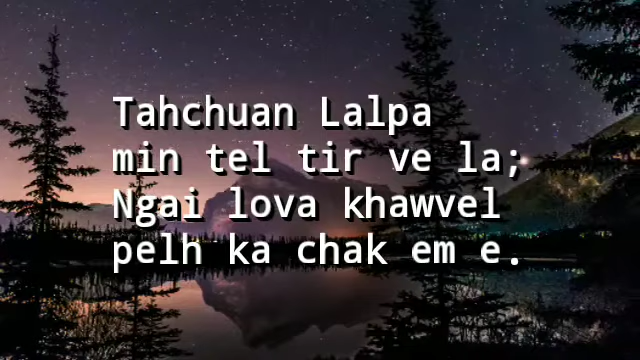 Tahchuan Lalpa
min tel tir ve la;
Ngai lova khawvel
pelh ka chak em e.